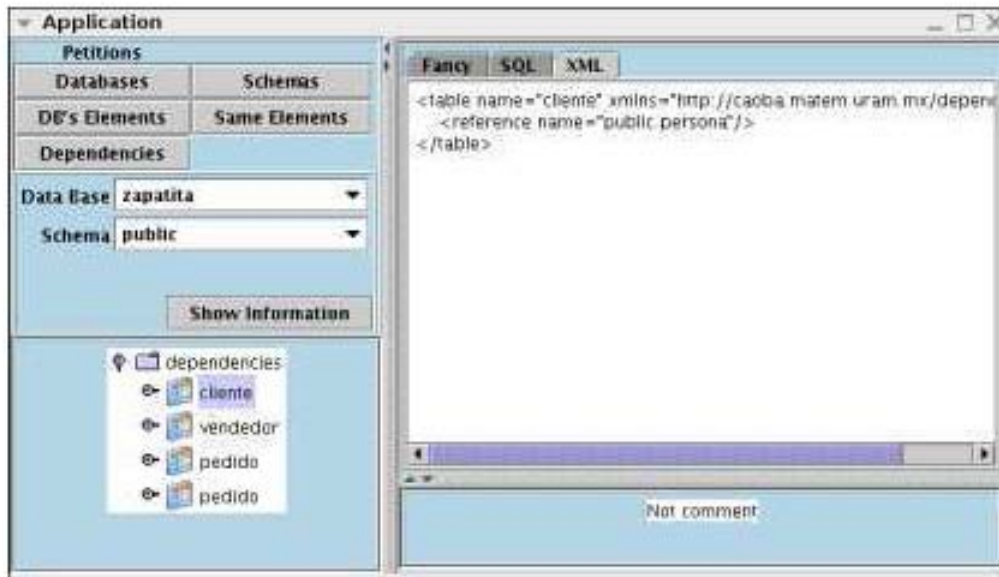 Application
Petitions
Databases
Schemas
DB's Elements
Same Elements
Dependencies
Data Base zapatita
Schema public
Show Information
dependencies
cliente
vendedor
pedido
pedido
Fancy SQL XML
<table name="cliente" xmlns="http://caoba.matem.unam.mx/depend
<reference name="public.persona"/>
</table>
Not comment